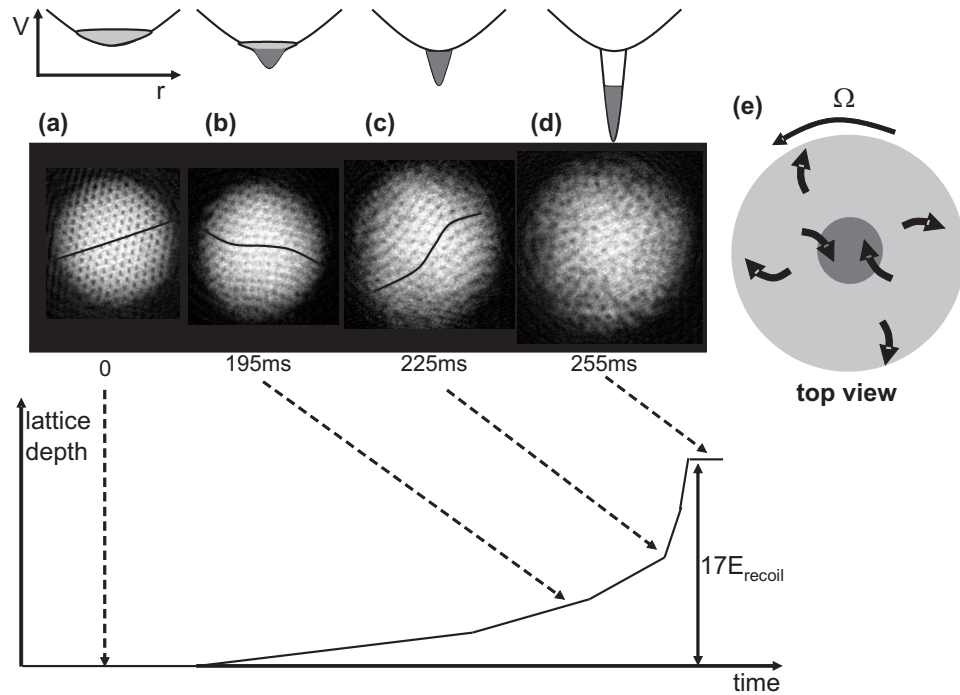 V
r
(a)
(b)
(c)
(d)
(e)
Ω
top view
0
195ms
225ms
255ms
lattice
depth
17E_recoil
time